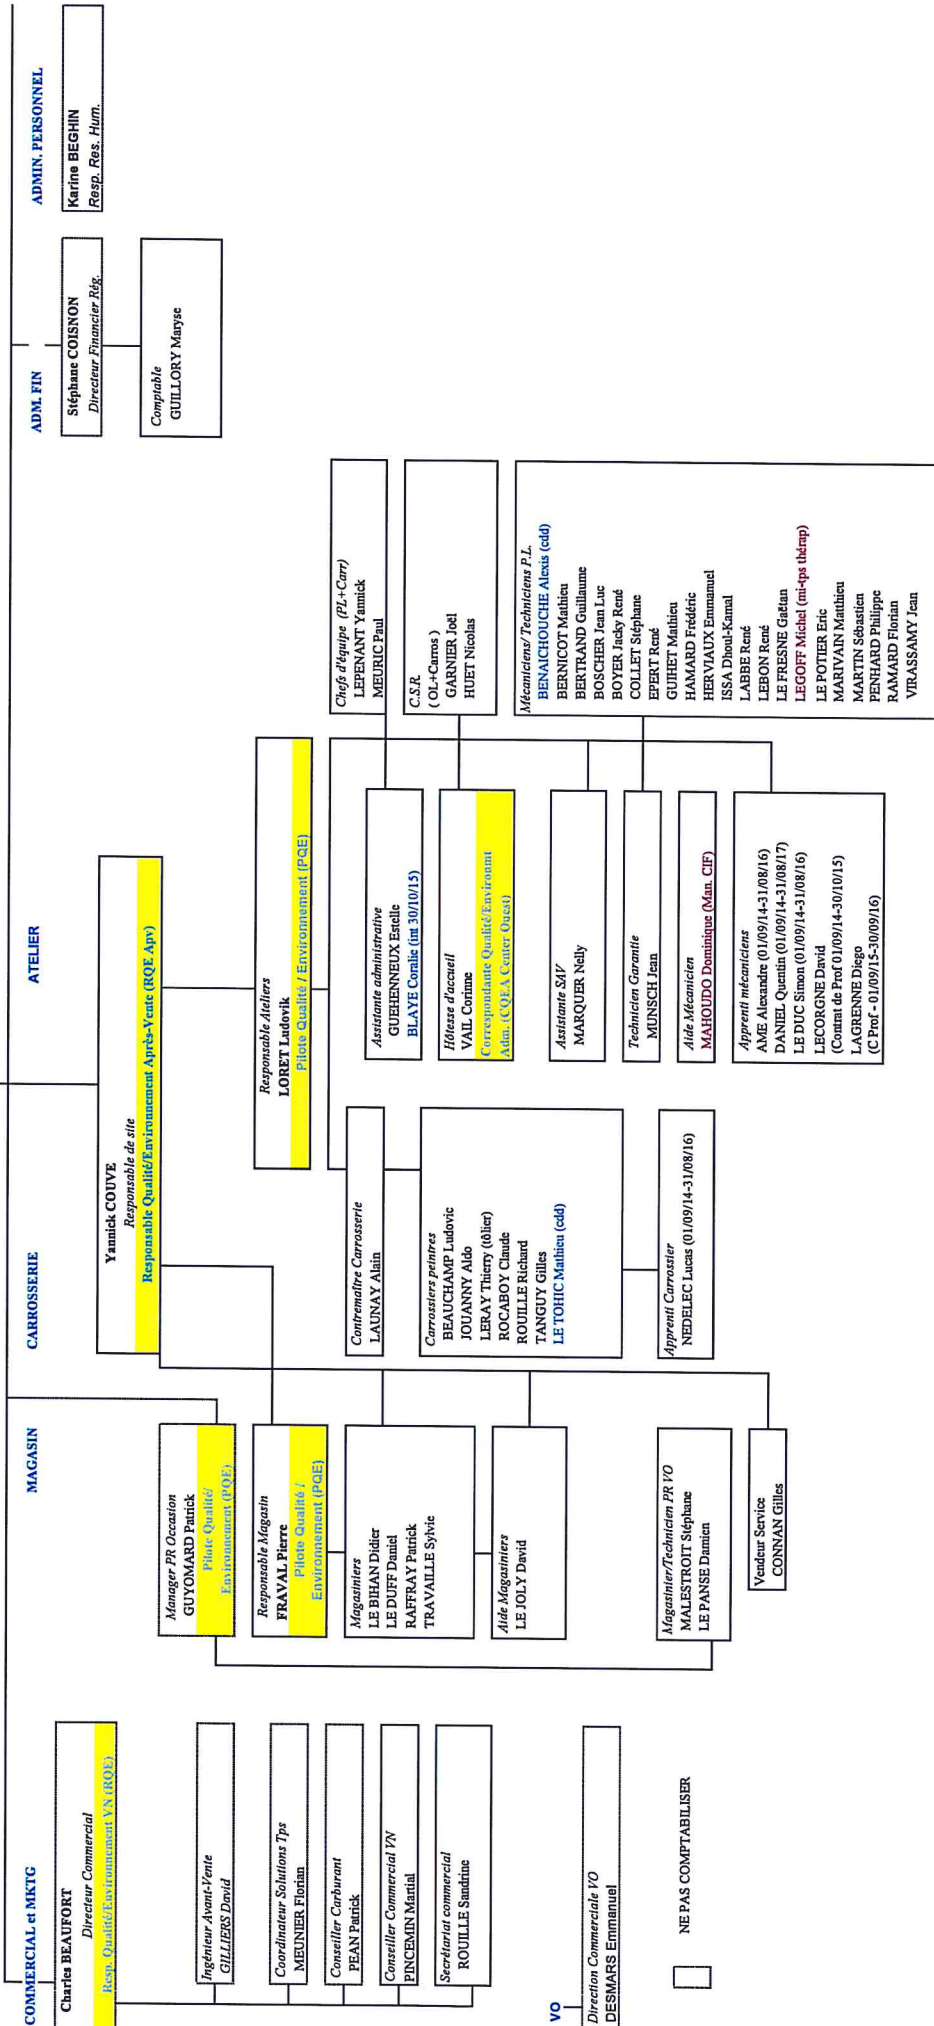 COMMERCIAL et MKTG
Charles BEAUFORT
Directeur Commercial
Resp. Qualité/Environnement VN (RQE)
Ingénieur Avant-Vente
GILLIERS David
Coordinateur Solutions Tps
MEUNIER Florian
Conseiller Carburant
PEAN Patrick
Conseiller Commercial VN
PINCEMIN Martial
Secrétariat commercial
ROUILLE Sandrine
VO
Direction Commerciale VO
DESMARS Emmanuel
NE PAS COMPTABILISER
MAGASIN
Manager PR Occasion
GUYOMARD Patrick
Pilote Qualité/
Environnement (PQE)
Responsable Magasin
FRAVAL Pierre
Pilote Qualité /
Environnement (PQE)
Magasiniers
LE BIHAN Didier
LE DUFF Daniel
RAFFRAY Patrick
TRAVAILLE Sylvie
Aide Magasiniers
LE JOLY David
Magasinier/Technicien PR VO
MALESTROIT Stéphane
LE PANSE Damien
Vendeur Service
CONNAN Gilles
CARROSSERIE
ATELIER
Yannick COUVE
Responsable de site
Responsable Qualité/Environnement Après-Vente (RQE Apv)
Responsable Ateliers
LORET Ludovik
Pilote Qualité / Environnement (PQE)
Contremaître Carrosserie
LAUNAY Alain
Carrossiers peintres
BEAUCHAMP Ludovic
JOUANNY Aldo
LERAY Thierry (tôlier)
ROCABOY Claude
ROUILLE Richard
TANGUY Gilles
LE TOHIC Mathieu (cdd)
Apprenti Carrossier
NEDELEC Lucas (01/09/14-31/08/16)
Assistante administrative
GUEHENNEUX Estelle
BLAYE Coralie (int 30/10/15)
Hôtesse d'accueil
VAIL Corinne
Correspondante Qualité/Environmt
Adm. (CQEA Center Ouest)
Assistante SAV
MARQUER Nelly
Technicien Garantie
MUNSCH Jean
Aide Mécanicien
MAHOUDO Dominique (Man. CIF)
Apprenti mécaniciens
AME Alexandre (01/09/14-31/08/16)
DANIEL Quentin (01/09/14-31/08/17)
LE DUC Simon (01/09/14-31/08/16)
LECORGNE David
(Contrat de Prof 01/09/14-30/10/15)
LAGRENNE Diego
(C Prof - 01/09/15-30/09/16)
Chefs d'équipe (PL+Carr)
LEPENANT Yannick
MEURIC Paul
C.S.R.
( OL+Carros )
GARNIER Joël
HUET Nicolas
Mécaniciens/ Techniciens P.L.
BENAICHOUCHE Alexis (cdd)
BERNICOT Mathieu
BERTRAND Guillaume
BOSCHER Jean Luc
BOYER Jacky René
COLLET Stéphane
EPERT René
GUIHET Mathieu
HAMARD Frédéric
HERVIAUX Emmanuel
ISSA Dhoul-Kamal
LABBE René
LEBON René
LE FRESNE Gaëtan
LEGOFF Michel (mi-tps thérap)
LE POTIER Eric
MARIVAIN Matthieu
MARTIN Sébastien
PENHARD Philippe
RAMARD Florian
VIRASSAMY Jean
ADM. FIN
Stéphane COISNON
Directeur Financier Rég.
Comptable
GUILLORY Maryse
ADMIN. PERSONNEL
Karine BEGHIN
Resp. Res. Hum.